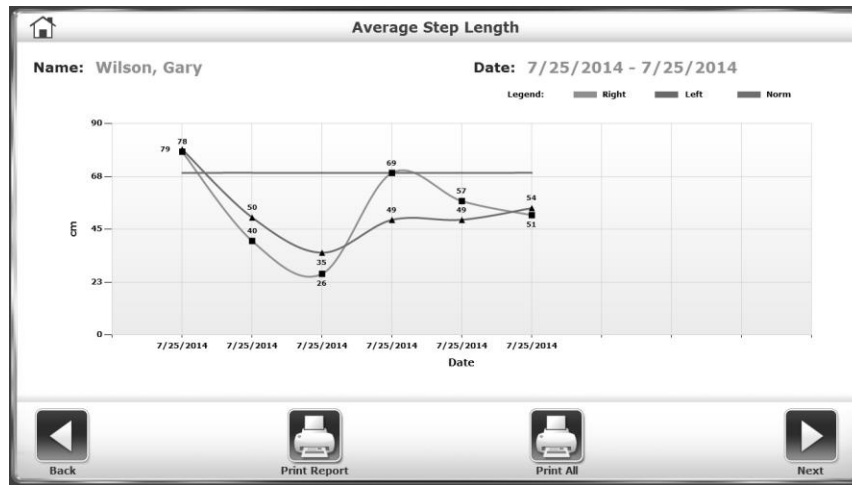 Average Step Length
Name: Wilson, Gary Date: 7/25/2014 - 7/25/2014
Legend: Right Left Norm
90
78
79
69
68
57
54
50
49
49
51
45
40
cm
35
26
23
0
7/25/2014 7/25/2014 7/25/2014 7/25/2014 7/25/2014 7/25/2014
Date
Back Print Report Print All Next